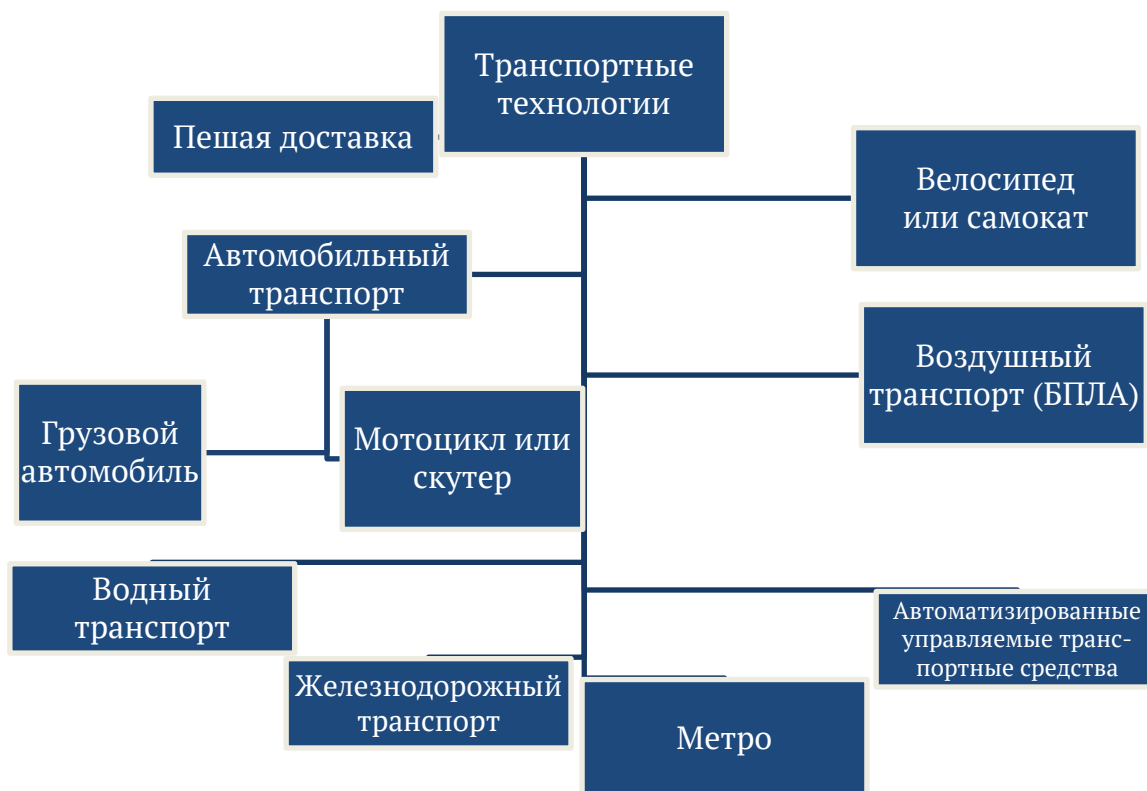 Транспортные
технологии
Пешая доставка
Велосипед
или самокат
Автомобильный
транспорт
Воздушный
транспорт (БПЛА)
Грузовой
автомобиль
Мотоцикл или
скутер
Водный
транспорт
Автоматизированные
управляемые транс-
портные средства
Железнодорожный
транспорт
Метро